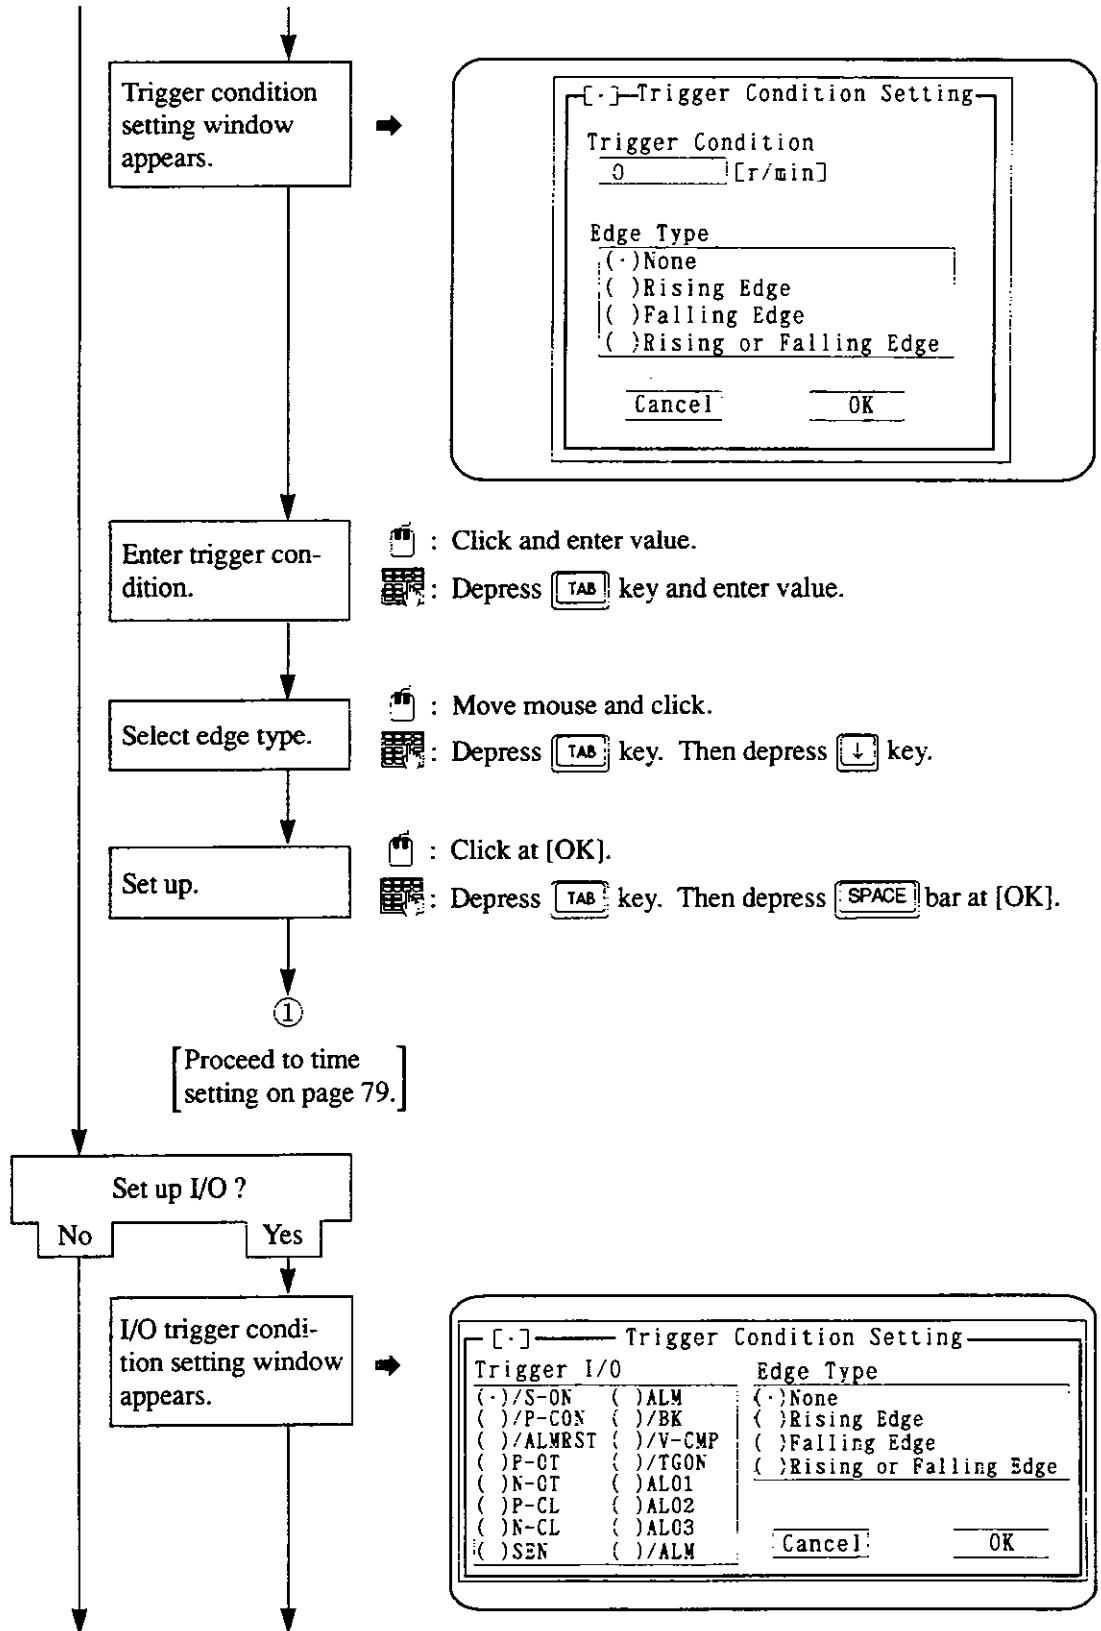 Trigger condition
setting window
appears.
[·] Trigger Condition Setting
Trigger Condition
0 [r/min]
Edge Type
(·)None
( )Rising Edge
( )Falling Edge
( )Rising or Falling Edge
Cancel OK
Enter trigger con-
dition.
: Click and enter value.
: Depress TAB key and enter value.
Select edge type.
: Move mouse and click.
: Depress TAB key. Then depress ↓ key.
Set up.
: Click at [OK].
: Depress TAB key. Then depress SPACE bar at [OK].
①
[Proceed to time
setting on page 79.]
Set up I/O ?
No Yes
I/O trigger condi-
tion setting window
appears.
[·] Trigger Condition Setting
Trigger I/O Edge Type
(·)/S-ON ( )ALM (·)None
( )/P-CON ( )/BK ( )Rising Edge
( )/ALMRST ( )/V-CMP ( )Falling Edge
( )P-OT ( )/TGON ( )Rising or Falling Edge
( )N-OT ( )ALO1
( )P-CL ( )ALO2
( )N-CL ( )ALO3
( )SEN ( )/ALM Cancel OK